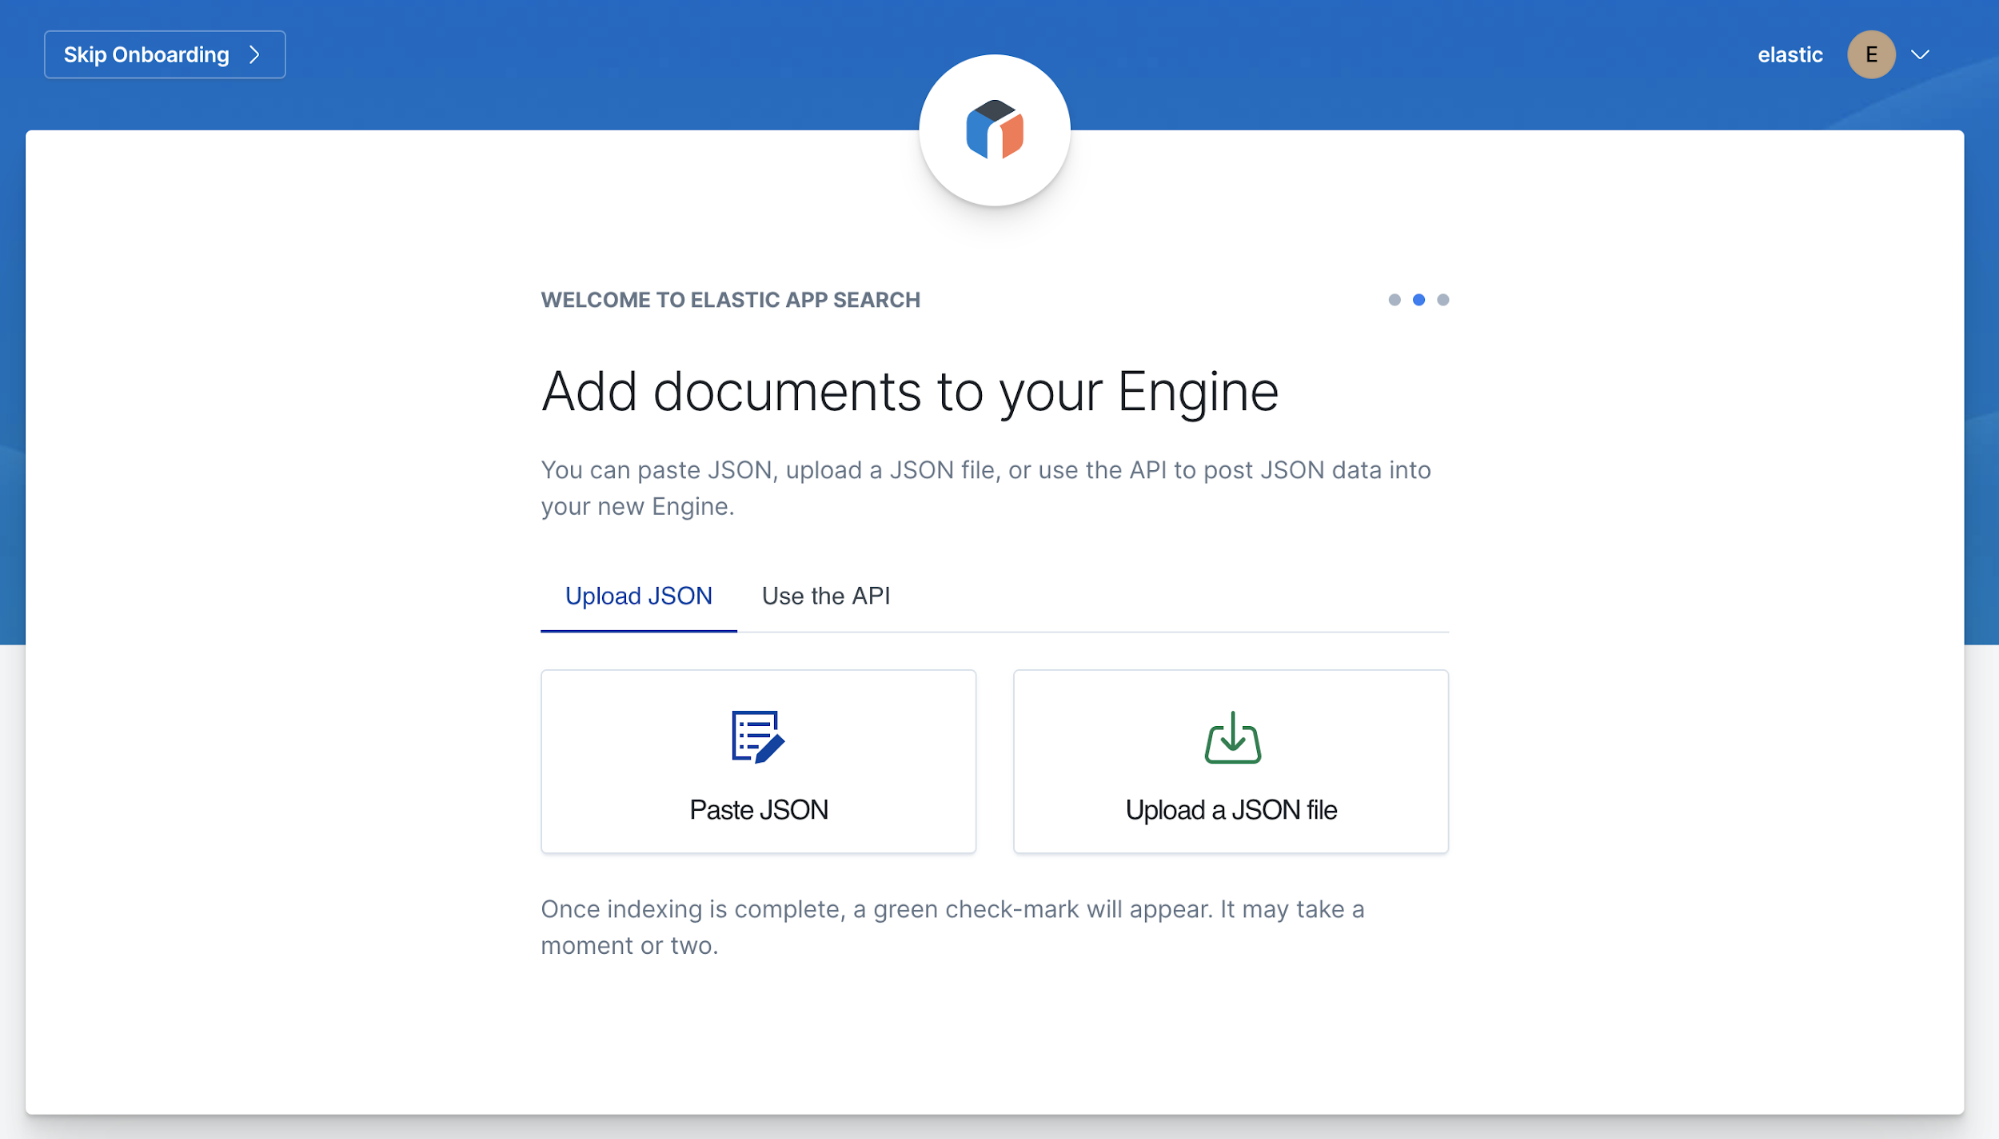 Skip Onboarding
elastic
E
WELCOME TO ELASTIC APP SEARCH
Add documents to your Engine
You can paste JSON, upload a JSON file, or use the API to post JSON data into
your new Engine.
Upload JSON
Use the API
Paste JSON
Upload a JSON file
Once indexing is complete, a green check-mark will appear. It may take a
moment or two.